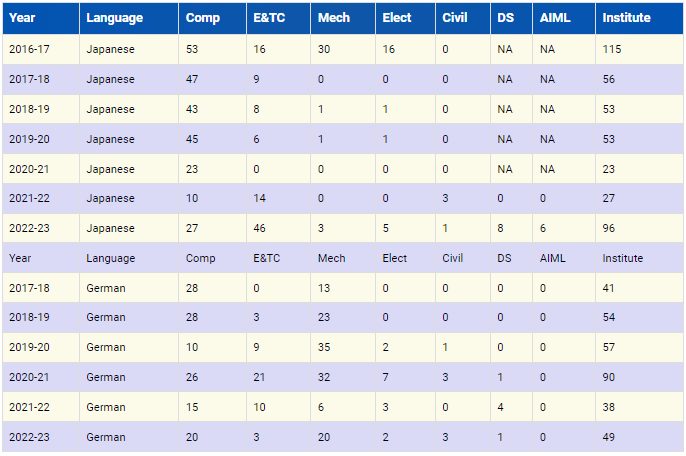 Year Language Comp E&TC Mech Elect Civil DS AIML Institute
2016-17 Japanese 53 16 30 16 0 NA NA 115
2017-18 Japanese 47 9 0 0 0 NA NA 56
2018-19 Japanese 43 8 1 1 0 NA NA 53
2019-20 Japanese 45 6 1 1 0 NA NA 53
2020-21 Japanese 23 0 0 0 0 NA NA 23
2021-22 Japanese 10 14 0 0 3 0 0 27
2022-23 Japanese 27 46 3 5 1 8 6 96
Year Language Comp E&TC Mech Elect Civil DS AIML Institute
2017-18 German 28 0 13 0 0 0 0 41
2018-19 German 28 3 23 0 0 0 0 54
2019-20 German 10 9 35 2 1 0 0 57
2020-21 German 26 21 32 7 3 1 0 90
2021-22 German 15 10 6 3 0 4 0 38
2022-23 German 20 3 20 2 3 1 0 49